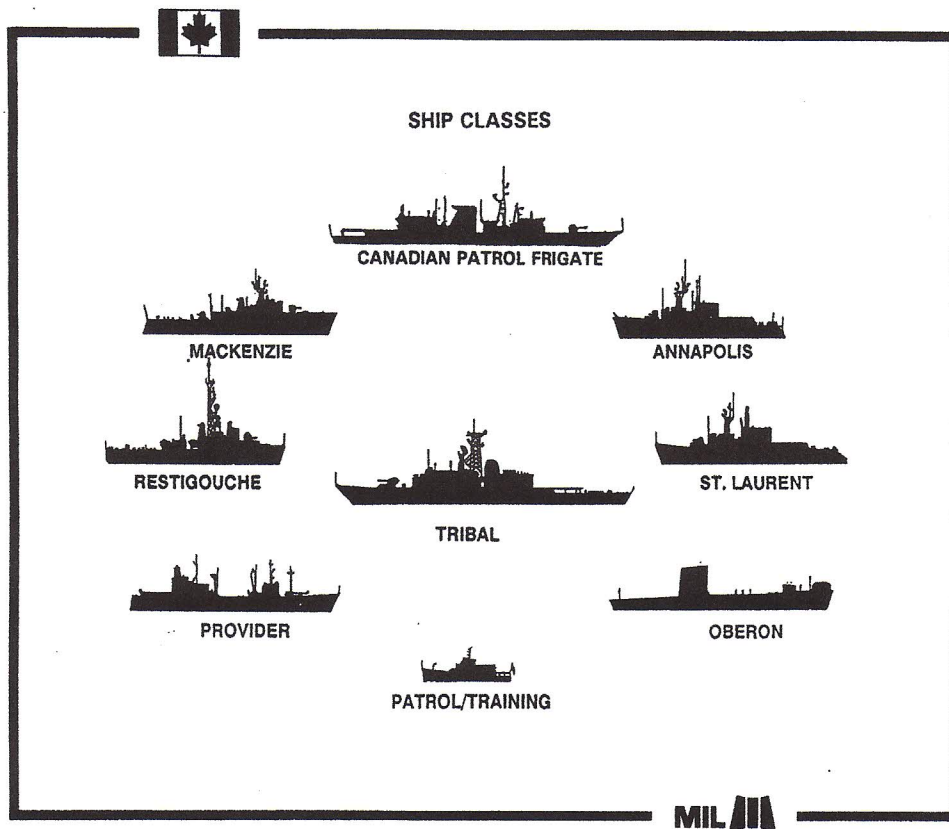 SHIP CLASSES
CANADIAN PATROL FRIGATE
MACKENZIE
ANNAPOLIS
RESTIGOUCHE
ST. LAURENT
TRIBAL
PROVIDER
OBERON
PATROL/TRAINING
MIL